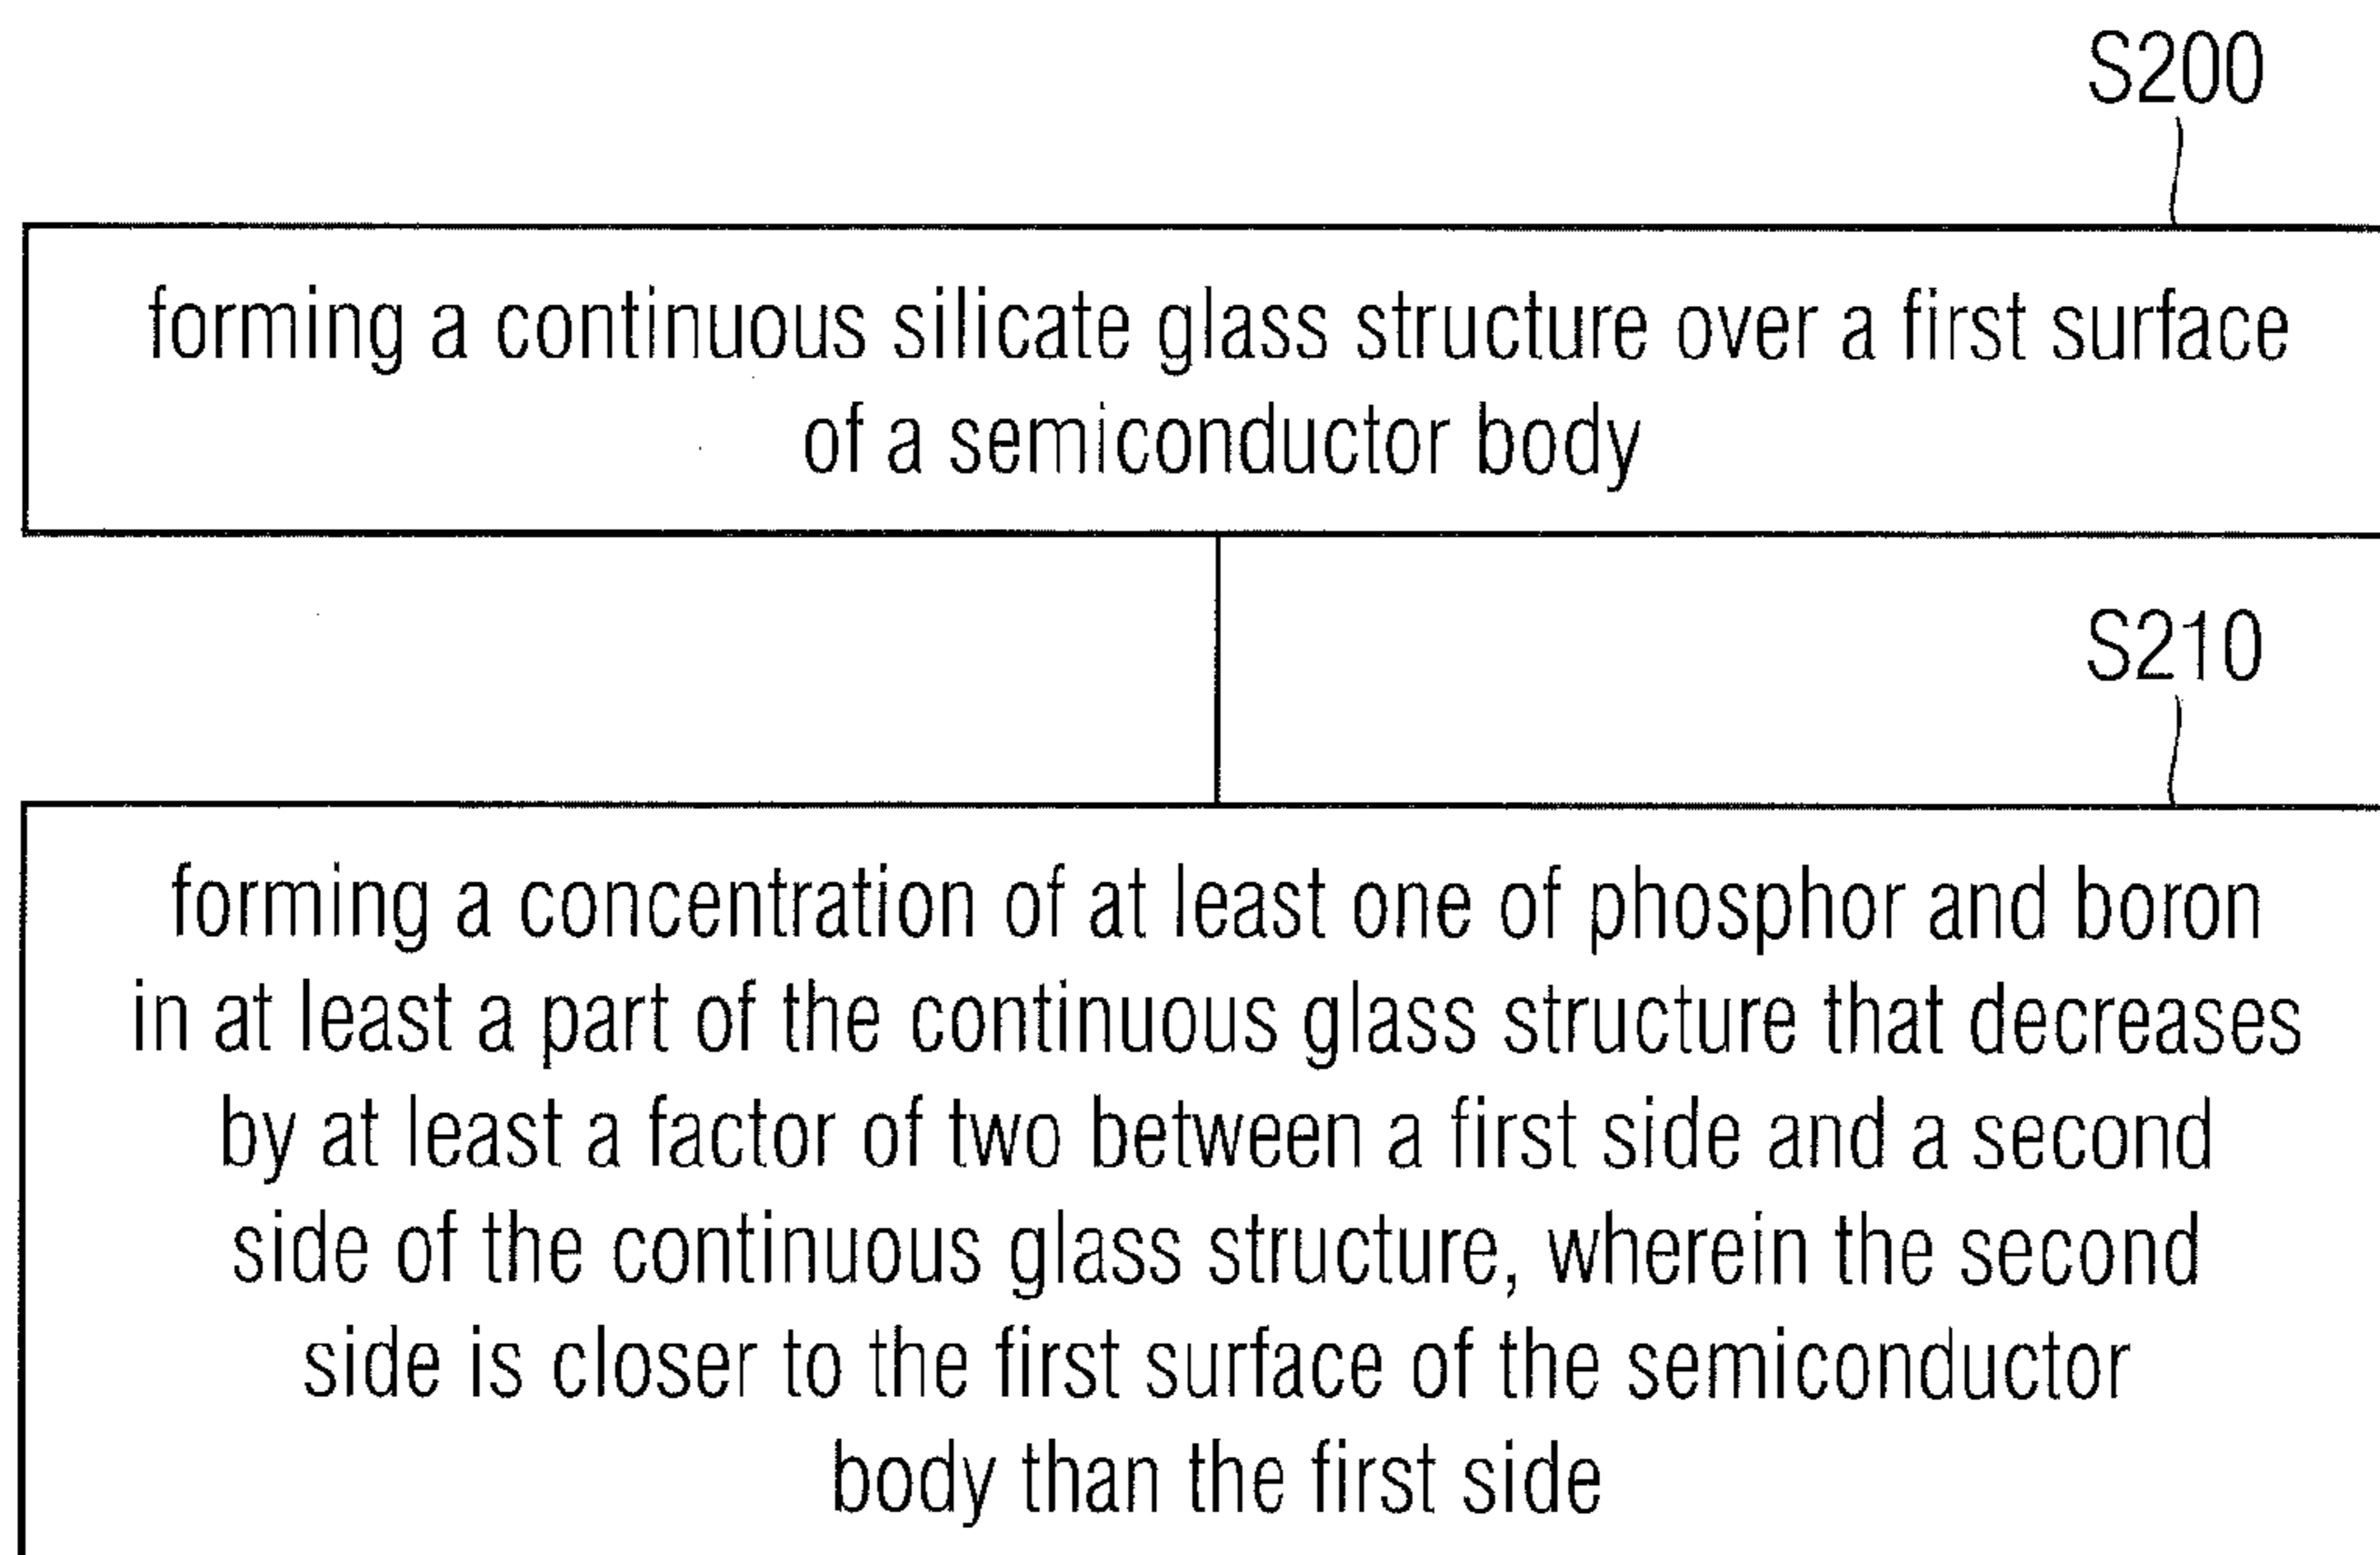 S200
forming a continuous silicate glass structure over a first surface
of a semiconductor body
S210
forming a concentration of at least one of phosphor and boron
in at least a part of the continuous glass structure that decreases
by at least a factor of two between a first side and a second
side of the continuous glass structure, wherein the second
side is closer to the first surface of the semiconductor
body than the first side